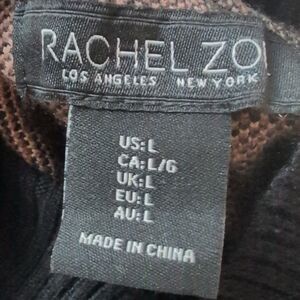 RACHEL ZO
LOS ANGELES NEW YORK
US:L
CA:L/G
UK:L
EU:L
AU:L
MADE IN CHINA